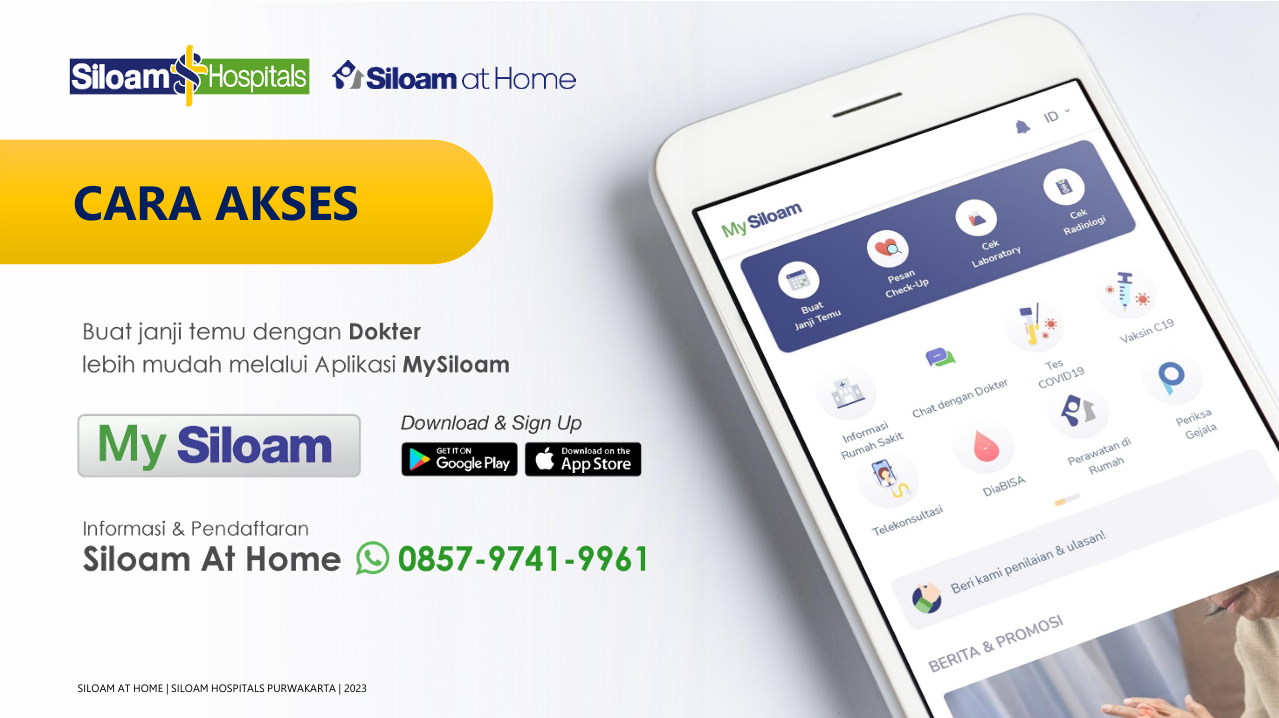 Siloam Hospitals
Siloam at Home
CARA AKSES
Buat janji temu dengan Dokter
lebih mudah melalui Aplikasi MySiloam
My Siloam
Download & Sign Up
GET IT ON
Google Play
Download on the
App Store
Informasi & Pendaftaran
Siloam At Home 0857-9741-9961
SILOAM AT HOME | SILOAM HOSPITALS PURWAKARTA | 2023
ID
My Siloam
Buat
Janji Temu
Pesan
Check-Up
Cek
Laboratory
Cek
Radiologi
Informasi
Rumah Sakit
Chat dengan Dokter
Tes
COVID19
Vaksin C19
Telekonsultasi
DiaBISA
Perawatan di
Rumah
Periksa
Gejala
Beri kami penilaian & ulasan!
BERITA & PROMOSI